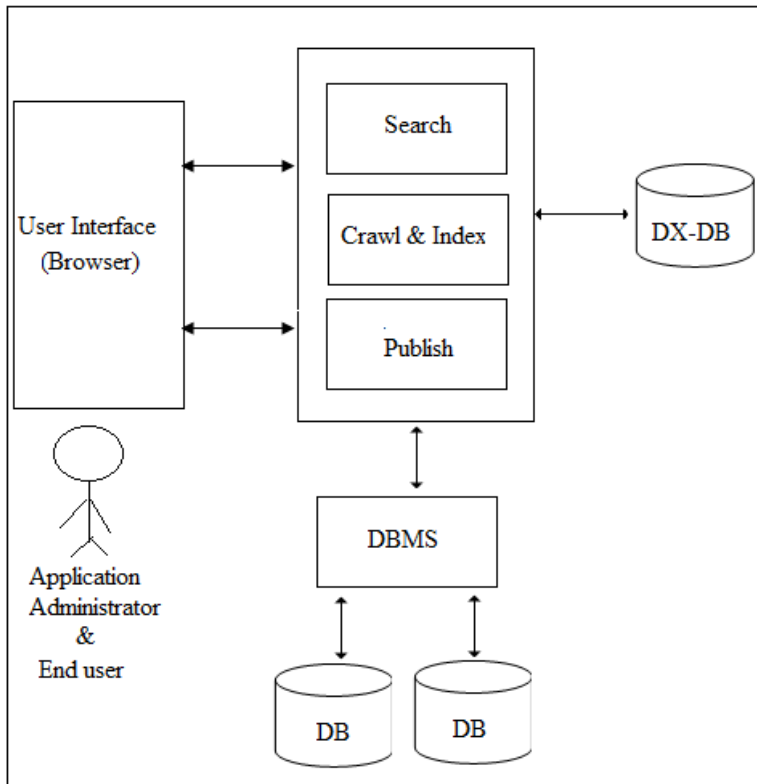 User Interface
(Browser)
Search
Crawl & Index
Publish
DX-DB
DBMS
DB
DB
Application
Administrator
&
End user